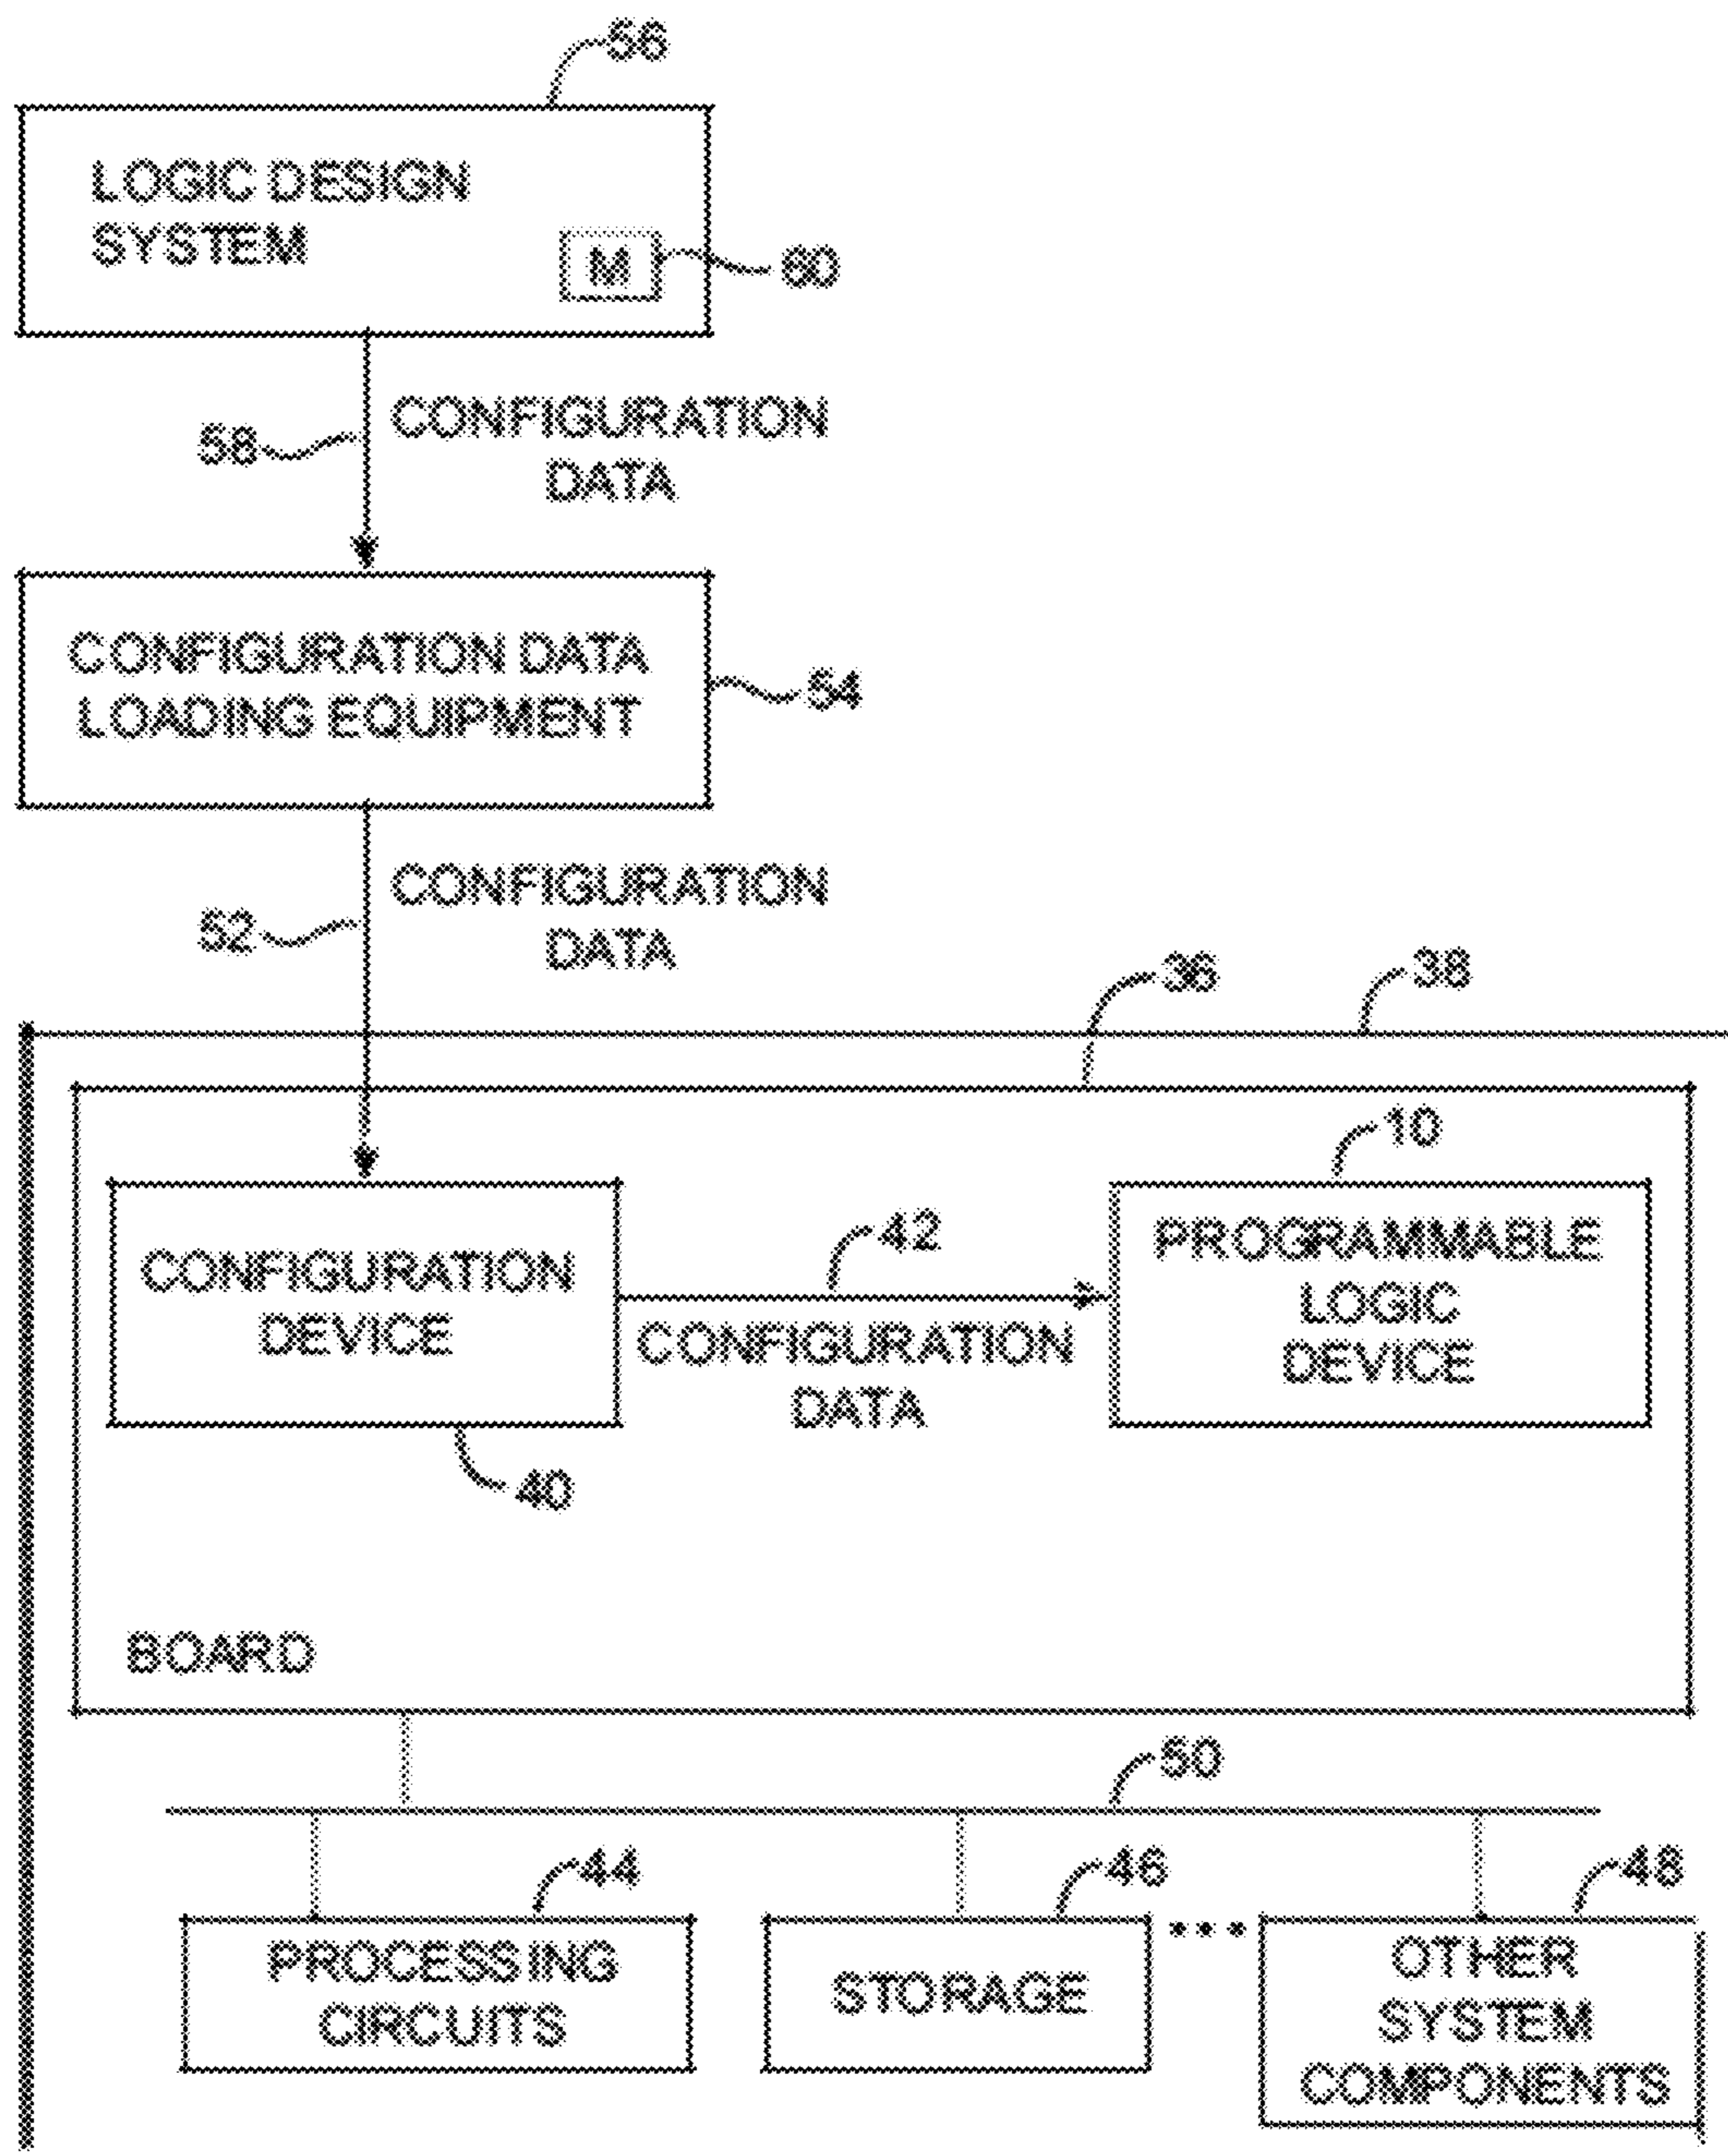 56
LOGIC DESIGN
SYSTEM
M
60
58
CONFIGURATION
DATA
CONFIGURATION DATA
LOADING EQUIPMENT
54
52
CONFIGURATION
DATA
36
38
10
CONFIGURATION
DEVICE
42
CONFIGURATION
DATA
PROGRAMMABLE
LOGIC
DEVICE
40
BOARD
50
44
46
48
PROCESSING
CIRCUITS
STORAGE
...
OTHER
SYSTEM
COMPONENTS